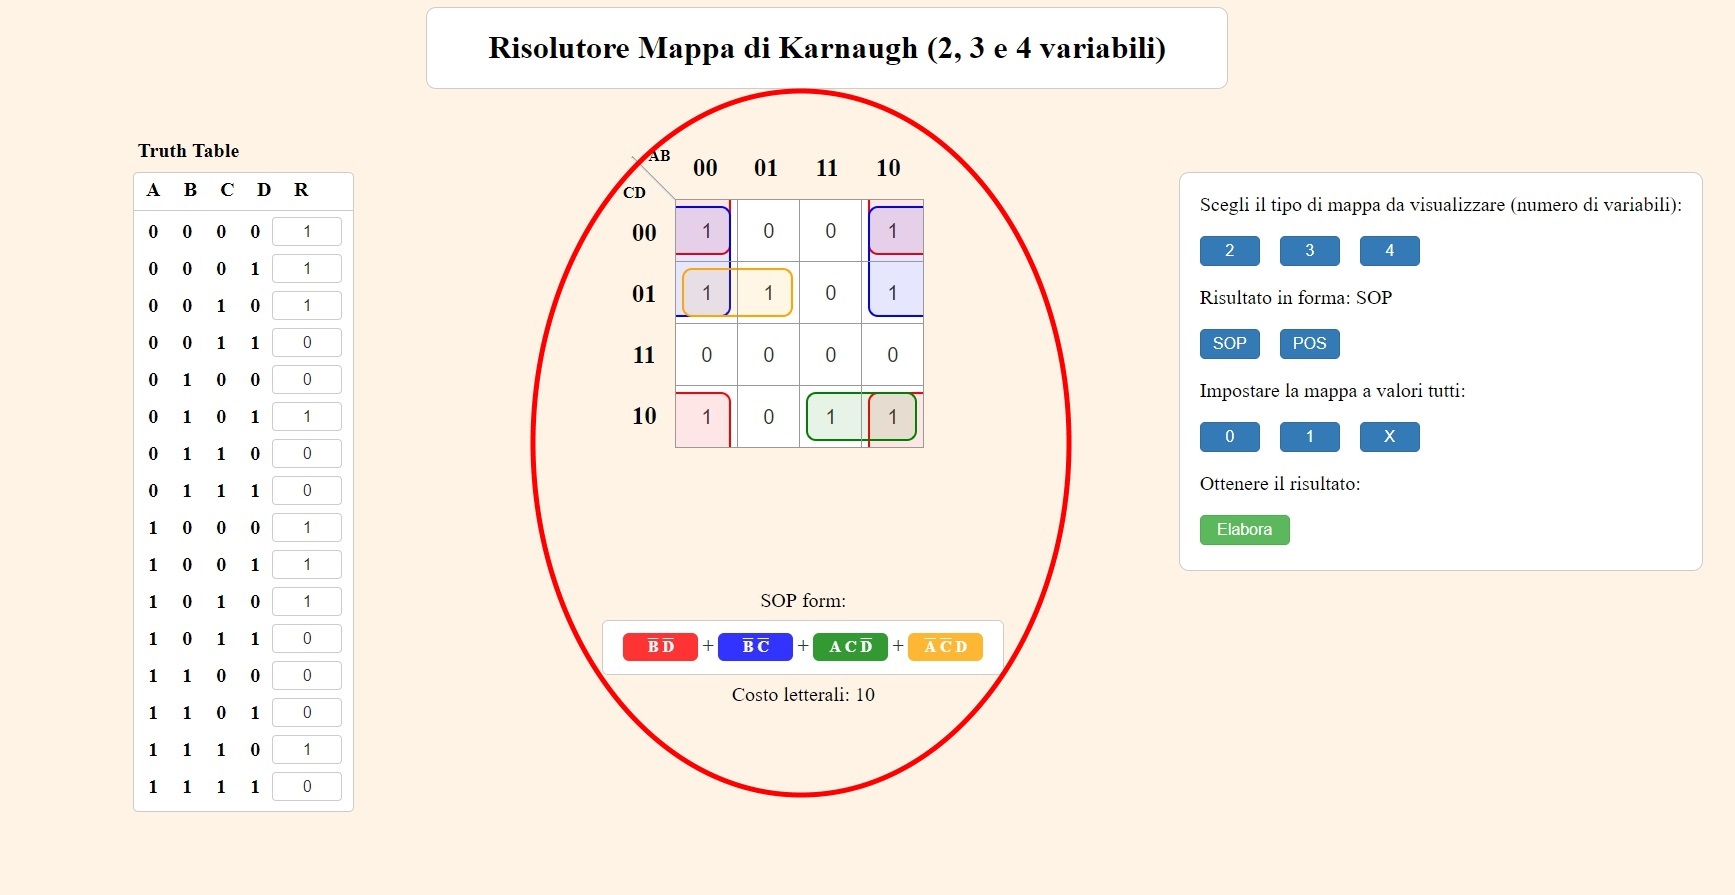 Risolutore Mappa di Karnaugh (2, 3 e 4 variabili)
Truth Table
A B C D R
0 0 0 0 1
0 0 0 1 1
0 0 1 0 1
0 0 1 1 0
0 1 0 0 0
0 1 0 1 1
0 1 1 0 0
0 1 1 1 0
1 0 0 0 1
1 0 0 1 1
1 0 1 0 1
1 0 1 1 0
1 1 0 0 0
1 1 0 1 0
1 1 1 0 1
1 1 1 1 0
AB
CD
00 01 11 10
00 1 0 0 1
01 1 1 0 1
11 0 0 0 0
10 1 0 1 1
SOP form:
B̅ D̅ + B̅ C̅ + A C D̅ + A̅ C̅ D
Costo letterali: 10
Scegli il tipo di mappa da visualizzare (numero di variabili):
2 3 4
Risultato in forma: SOP
SOP POS
Impostare la mappa a valori tutti:
0 1 X
Ottenere il risultato:
Elabora